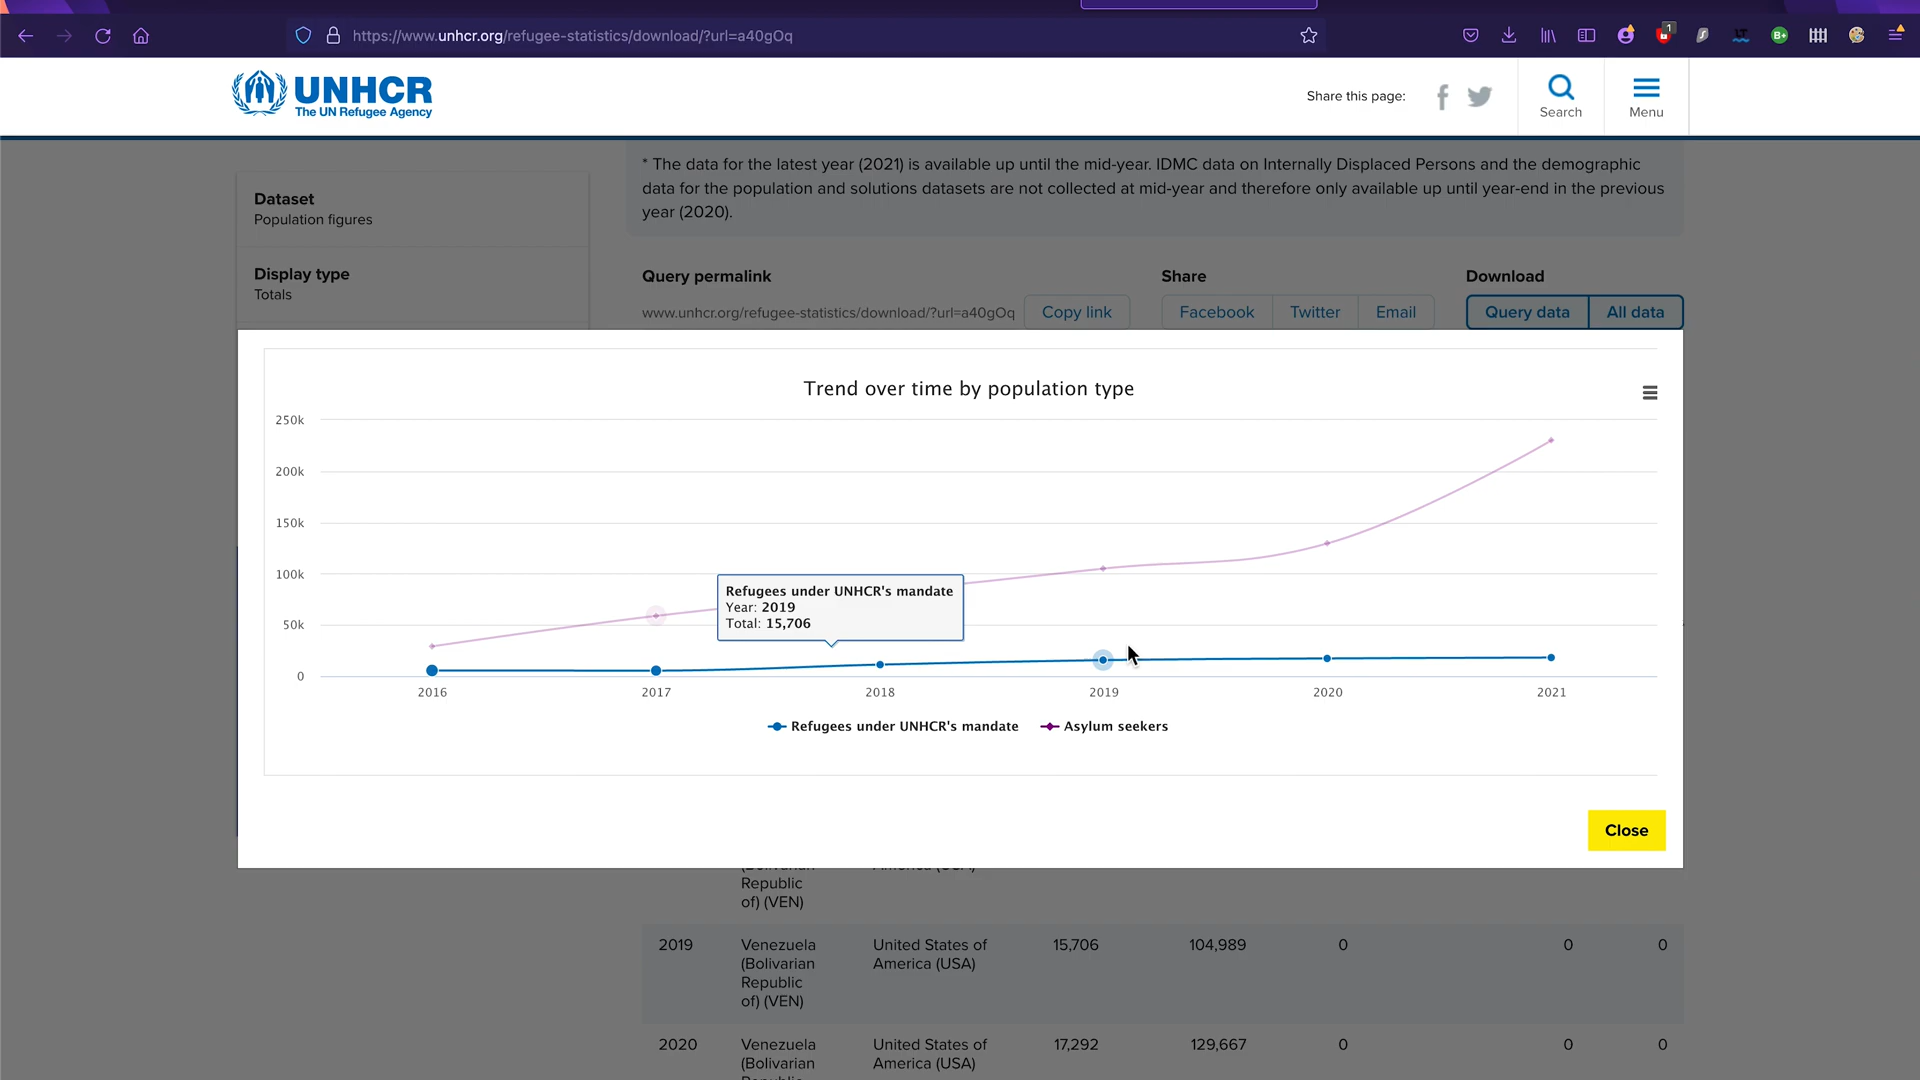 https://www.unhcr.org/refugee-statistics/download/?url=a40gOq
1
LT
B+
UNHCR
The UN Refugee Agency
Share this page:
Search
Menu
Dataset
Population figures
Display type
Totals
* The data for the latest year (2021) is available up until the mid-year. IDMC data on Internally Displaced Persons and the demographic
data for the population and solutions datasets are not collected at mid-year and therefore only available up until year-end in the previous
year (2020).
Query permalink
www.unhcr.org/refugee-statistics/download/?url=a40gOq
Copy link
Share
Facebook
Twitter
Email
Download
Query data
All data
Trend over time by population type
250k
200k
150k
100k
50k
0
Refugees under UNHCR's mandate
Year: 2019
Total: 15,706
2016
2017
2018
2019
2020
2021
Refugees under UNHCR's mandate
Asylum seekers
Close
Republic
of) (VEN)
2019
Venezuela
(Bolivarian
Republic
of) (VEN)
United States of
America (USA)
15,706
104,989
0
0
0
2020
Venezuela
(Bolivarian
United States of
America (USA)
17,292
129,667
0
0
0